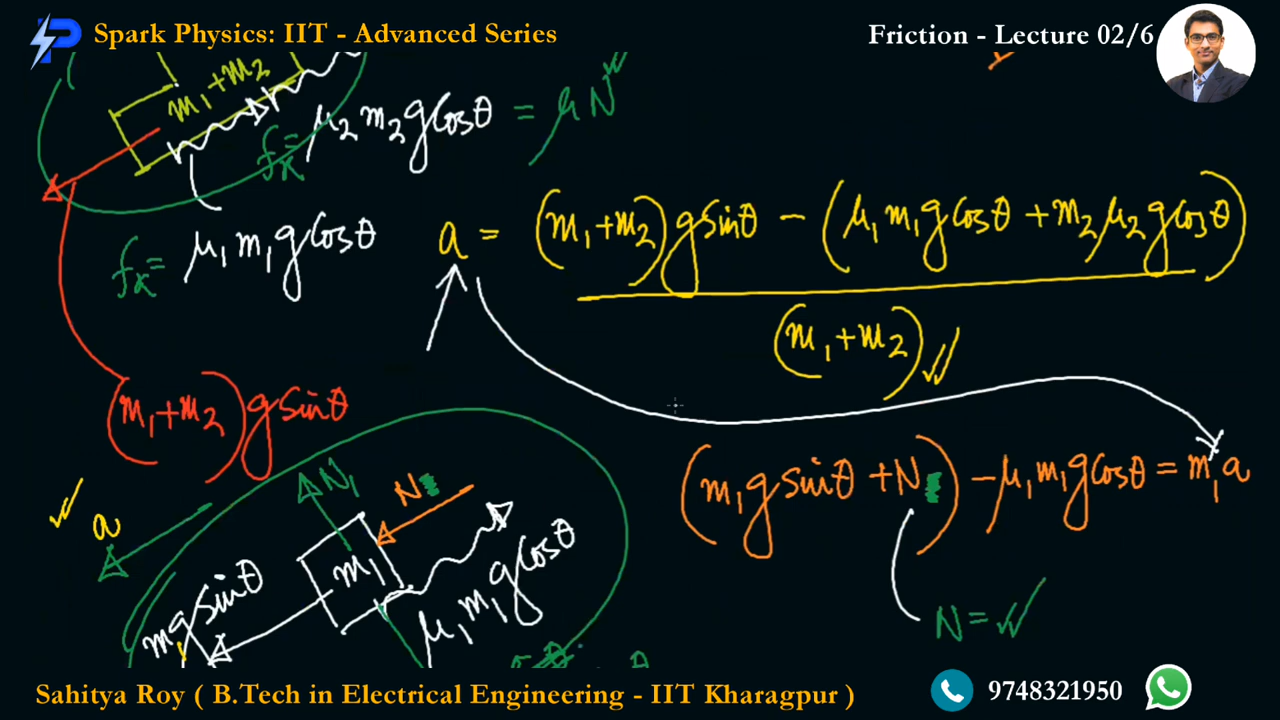 Spark Physics: IIT - Advanced Series
Friction - Lecture 02/6
m₁+m₂
fₖ= μ₂m₂gcosθ = μN
fₖ= μ₁m₁gcosθ
a = (m₁+m₂)gsinθ − (μ₁m₁gcosθ + m₂μ₂gcosθ)
(m₁+m₂)
(m₁+m₂)gsinθ
(m₁gsinθ + N) − μ₁m₁gcosθ = m₁a
a
N₁
N
m₁
m₁gsinθ
μ₁m₁gcosθ
N = ✓
Sahitya Roy ( B.Tech in Electrical Engineering - IIT Kharagpur )
9748321950